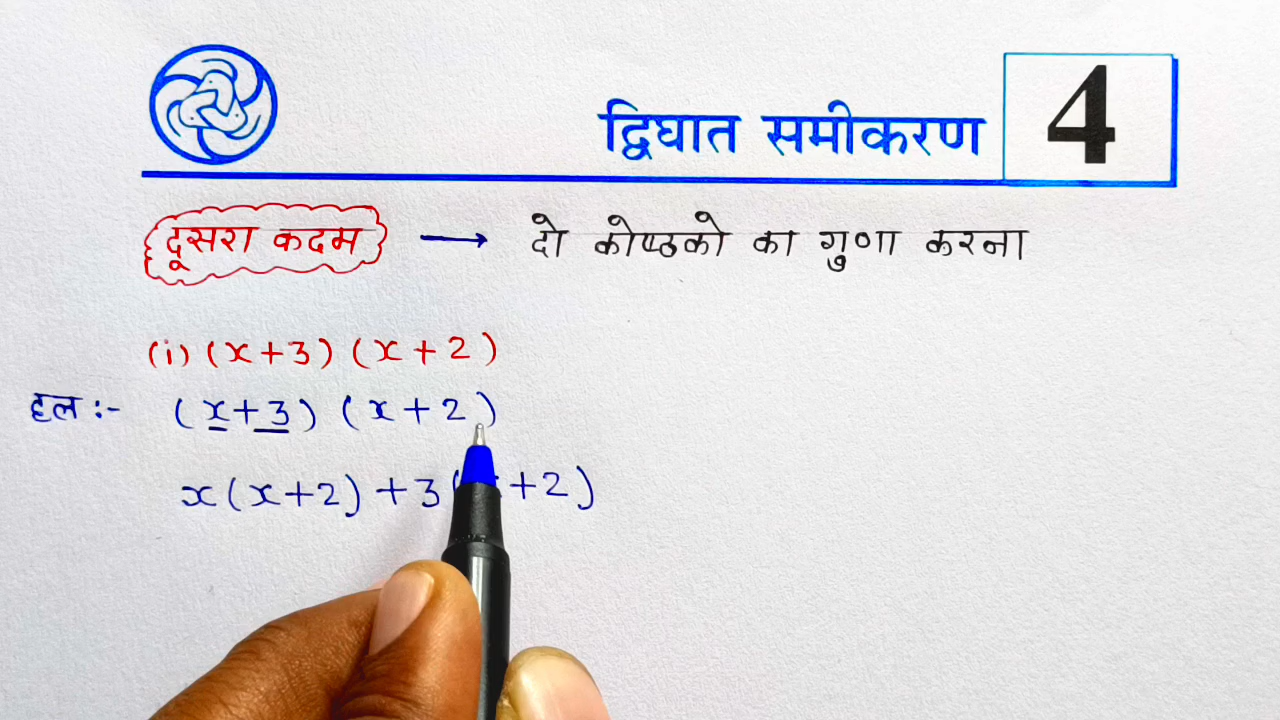 द्विघात समीकरण 4
दूसरा कदम → दो कोष्ठको का गुणा करना
(i) (x+3) (x+2)
हल :- (x+3) (x+2)
x(x+2) +3( +2)